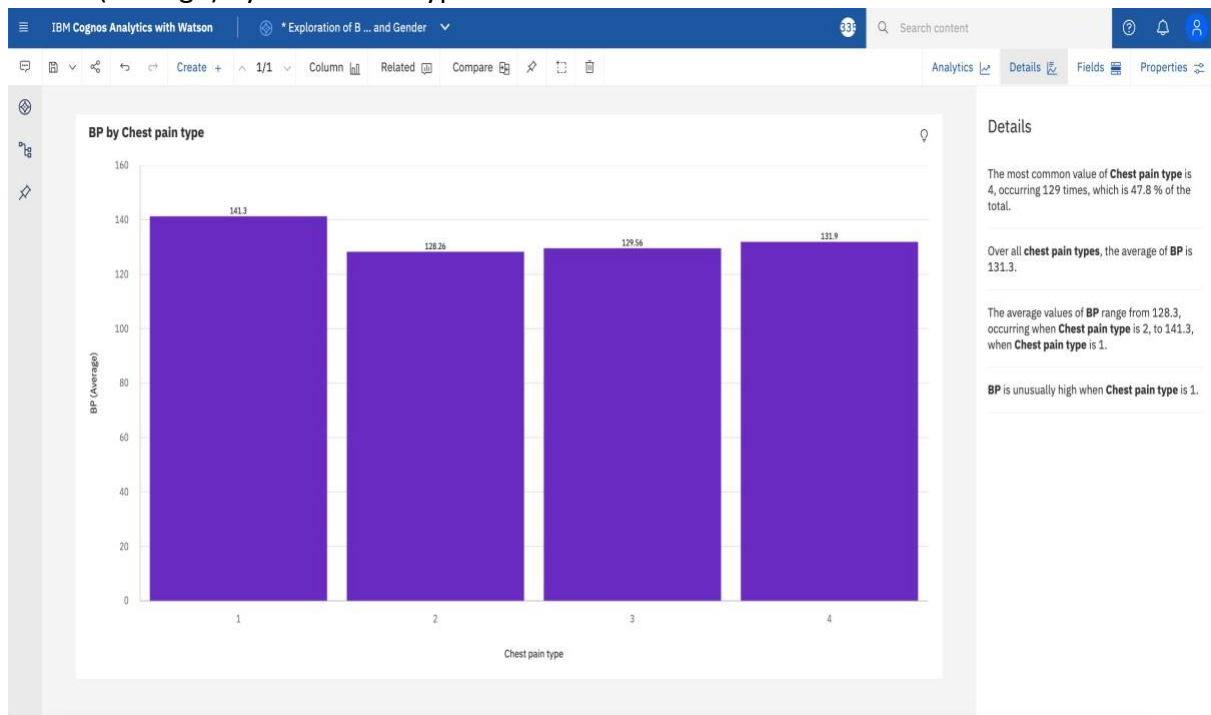 IBM Cognos Analytics with Watson
* Exploration of B ... and Gender
Search content
Create +
1/1
Column
Related
Compare
Analytics
Details
Fields
Properties
BP by Chest pain type
160
140
120
100
80
60
40
20
0
BP (Average)
141.3
128.26
129.56
131.9
1
2
3
4
Chest pain type
Details
The most common value of Chest pain type is
4, occurring 129 times, which is 47.8 % of the
total.
Over all chest pain types, the average of BP is
131.3.
The average values of BP range from 128.3,
occurring when Chest pain type is 2, to 141.3,
when Chest pain type is 1.
BP is unusually high when Chest pain type is 1.